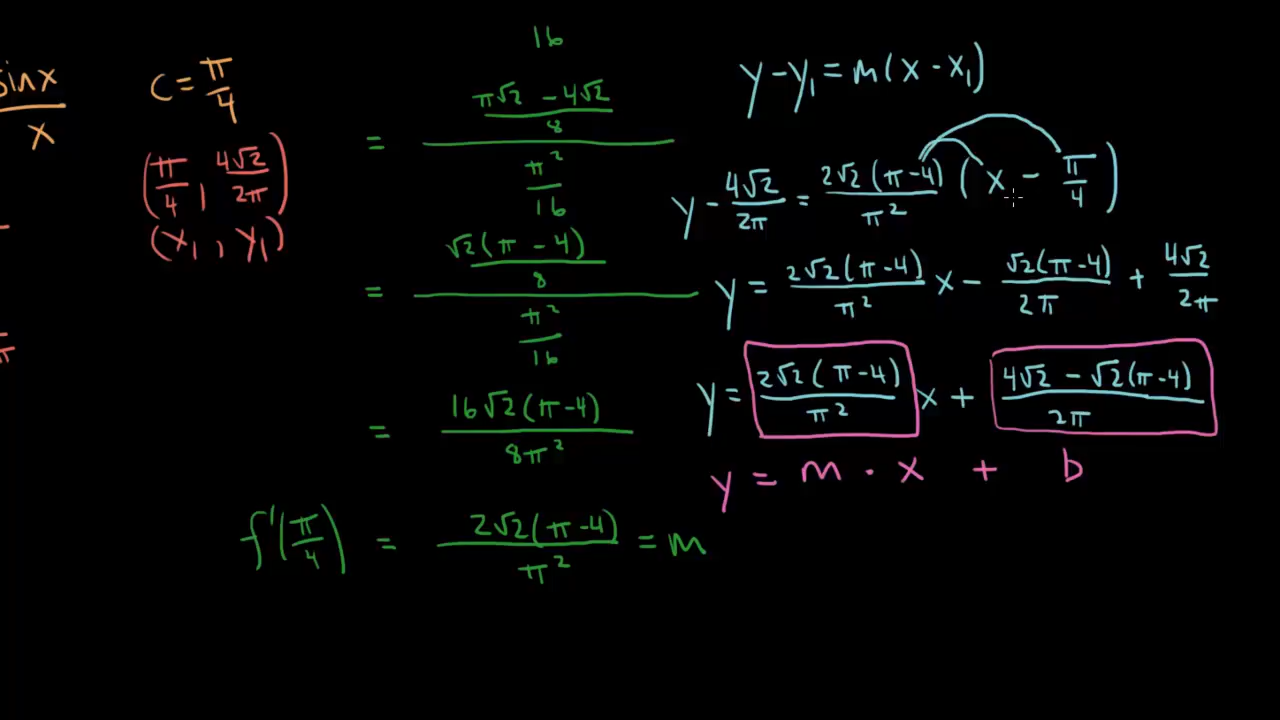 sinx / x
c = π/4
(π/4, 4√2/2π)
(x₁, y₁)
π
16
= ((π√2 - 4√2)/8) / (π²/16)
= (√2(π - 4)/8) / (π²/16)
= 16√2(π-4) / 8π²
f'(π/4) = 2√2(π-4) / π² = m
y - y₁ = m(x - x₁)
y - 4√2/2π = 2√2(π-4)/π² (x - π/4)
y = 2√2(π-4)/π² x - √2(π-4)/2π + 4√2/2π
y = 2√2(π-4)/π² x + (4√2 - √2(π-4))/2π
y = m · x + b